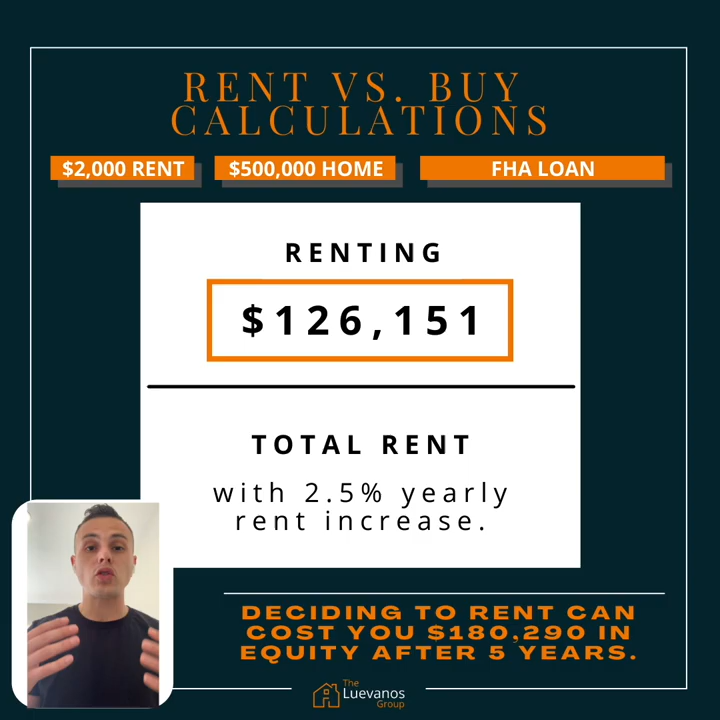 RENT VS. BUY
CALCULATIONS
$2,000 RENT
$500,000 HOME
FHA LOAN
RENTING
$126,151
TOTAL RENT
with 2.5% yearly
rent increase.
DECIDING TO RENT CAN
COST YOU $180,290 IN
EQUITY AFTER 5 YEARS.
The
Luevanos
Group